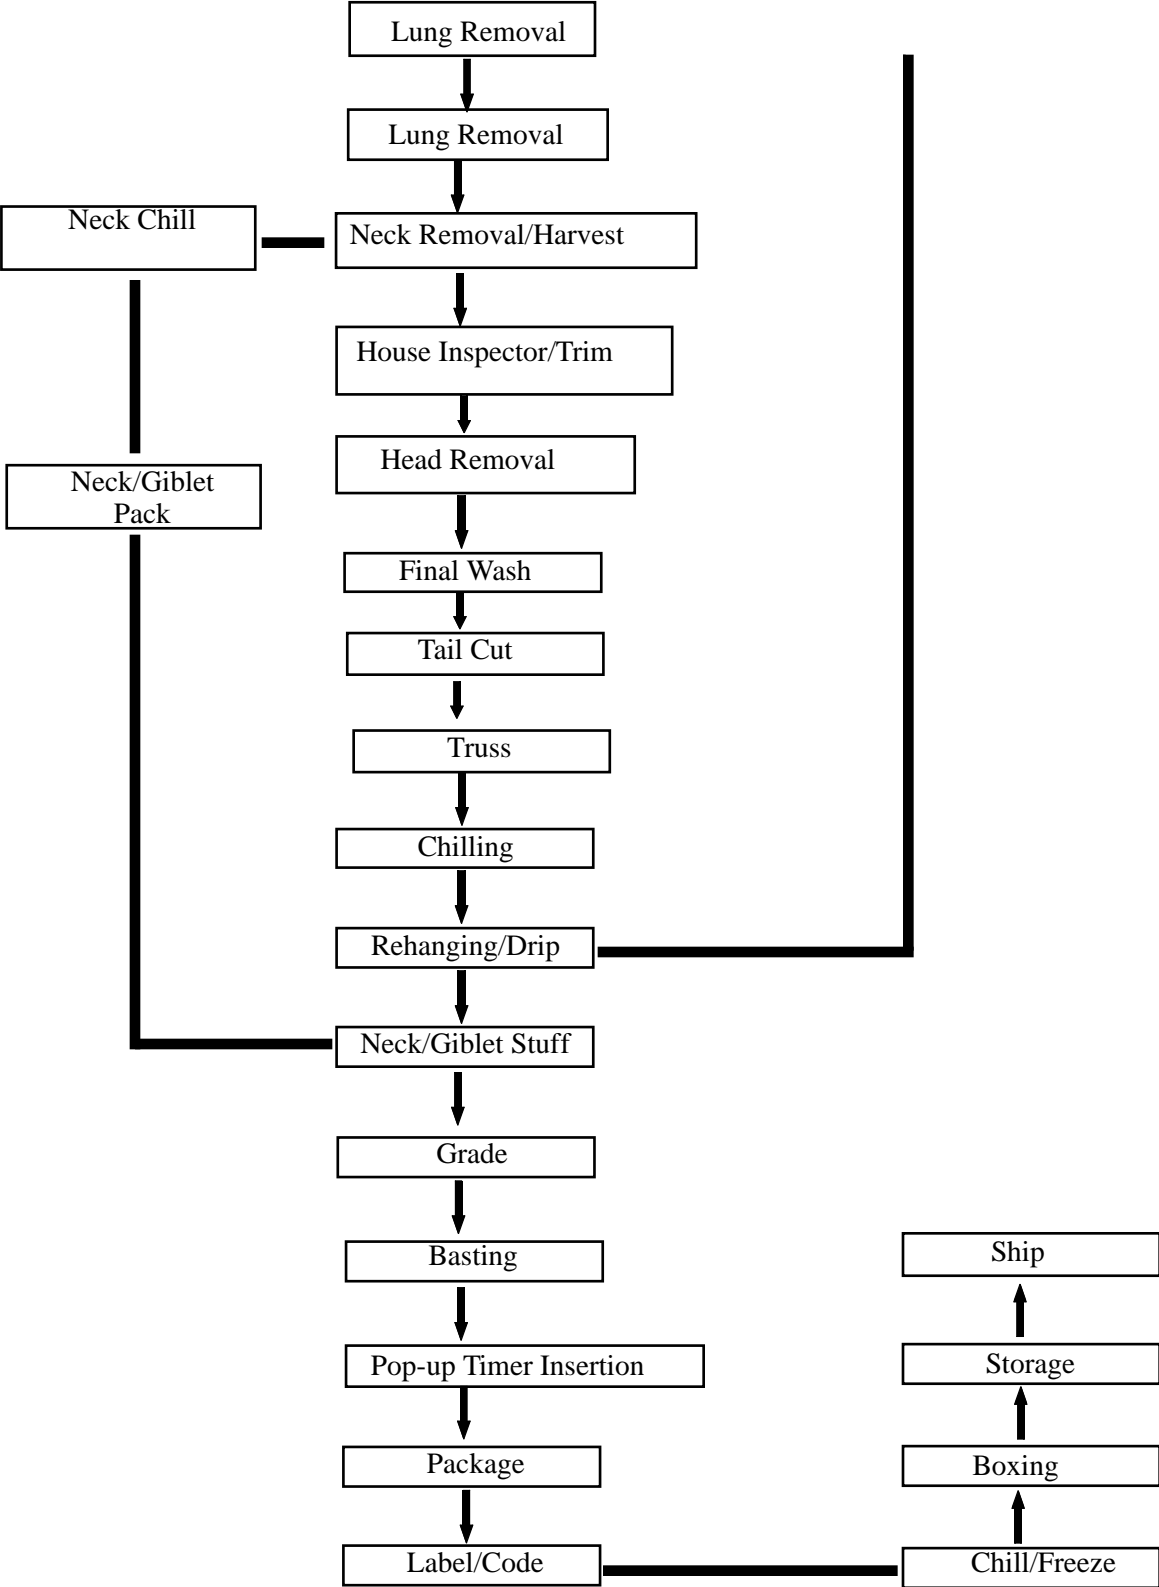 Lung Removal
Lung Removal
Neck Chill
Neck Removal/Harvest
House Inspector/Trim
Head Removal
Neck/Giblet
Pack
Final Wash
Tail Cut
Truss
Chilling
Rehanging/Drip
Neck/Giblet Stuff
Grade
Basting
Ship
Pop-up Timer Insertion
Storage
Package
Boxing
Label/Code
Chill/Freeze